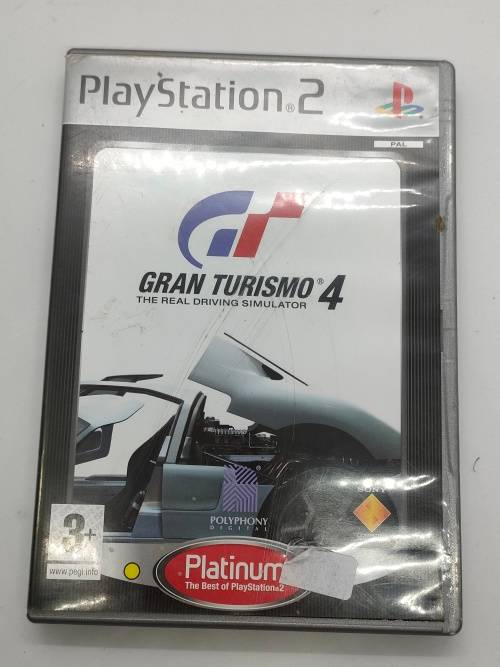 PlayStation®2
PAL
GRAN TURISMO®4
THE REAL DRIVING SIMULATOR
POLYPHONY
DIGITAL
SONY
3+
www.pegi.info
Platinum
The Best of PlayStation®2